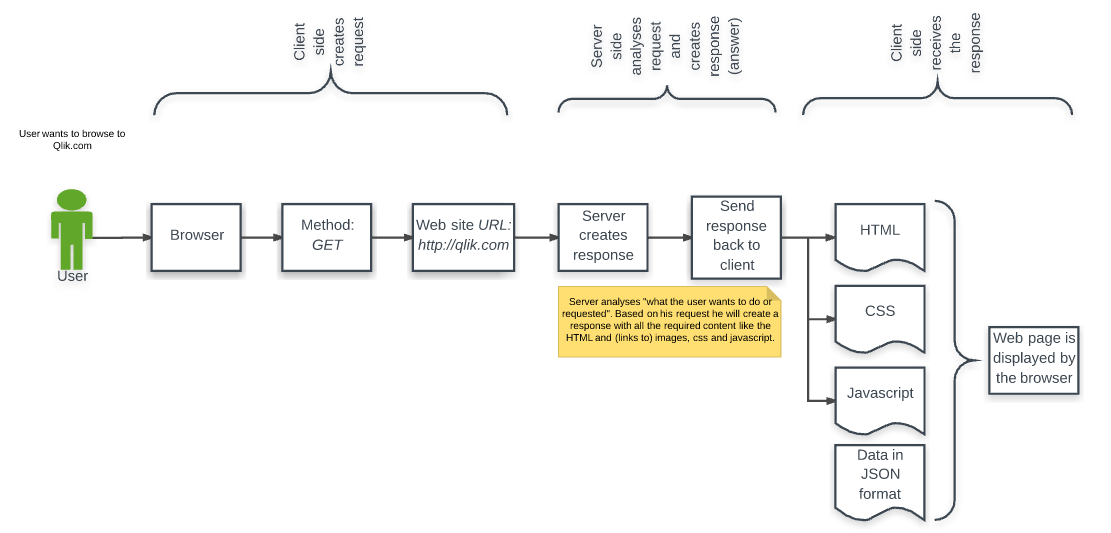 Client
side
creates
request
Server
side
analyses
request
and
creates
response
(answer)
Client
side
receives
the
response
User wants to browse to
Qlik.com
User
Browser
Method:
GET
Web site URL:
http://qlik.com
Server
creates
response
Send
response
back to
client
Server analyses "what the user wants to do or
requested". Based on his request he will create a
response with all the required content like the
HTML and (links to) images, css and javascript.
HTML
CSS
Javascript
Data in
JSON
format
Web page is
displayed by
the browser